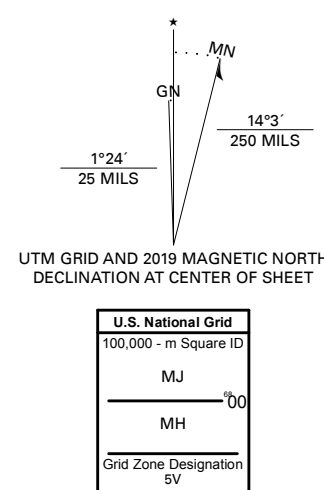 ★
MN
GN
1°24´
25 MILS
14°3´
250 MILS
UTM GRID AND 2019 MAGNETIC NORTH
DECLINATION AT CENTER OF SHEET
U.S. National Grid
100,000 - m Square ID
MJ
6800
MH
Grid Zone Designation
5V